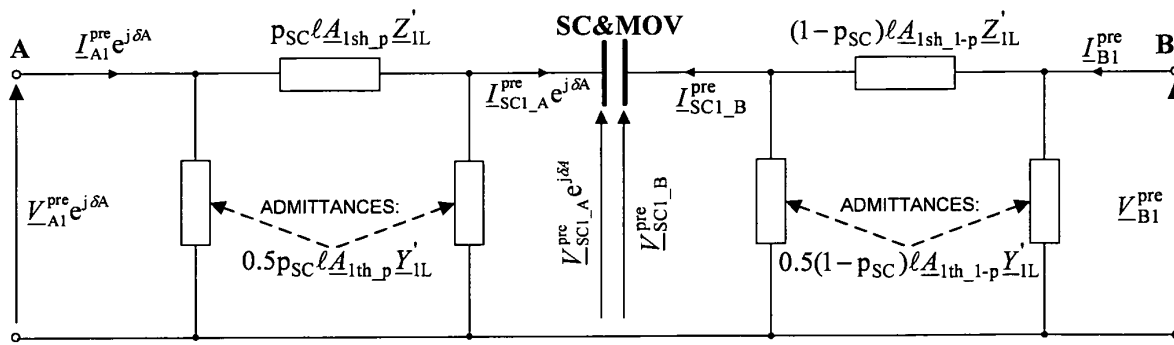 p_SC ℓ A_1sh_p Z'_1L
SC&MOV
(1−p_SC)ℓ A_1sh_1-p Z'_1L
A
I_A1^pre e^jδA
I_B1^pre
B
I_SC1_A^pre e^jδA
I_SC1_B^pre
V_A1^pre e^jδA
ADMITTANCES:
0.5p_SC ℓ A_1th_p Y'_1L
V_SC1_A^pre e^jδA
V_SC1_B^pre
ADMITTANCES:
0.5(1−p_SC)ℓ A_1th_1-p Y'_1L
V_B1^pre